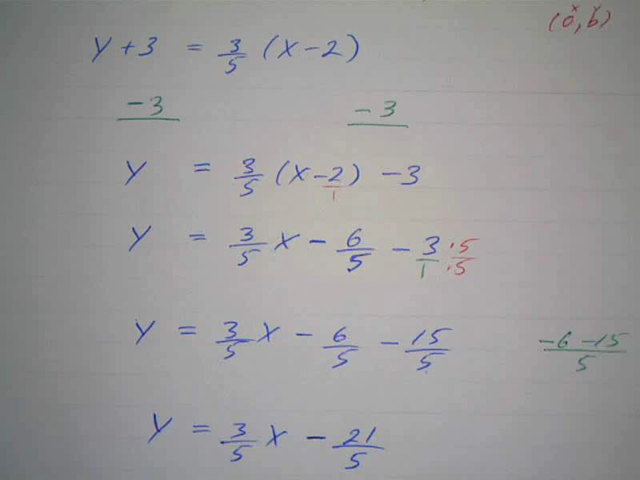 (0, b)
x
y + 3 = 3/5 (x - 2)
-3 -3
y = 3/5 (x - 2/1) - 3
y = 3/5 x - 6/5 - 3/1 ·5/·5
y = 3/5 x - 6/5 - 15/5 -6 -15/5
y = 3/5 x - 21/5